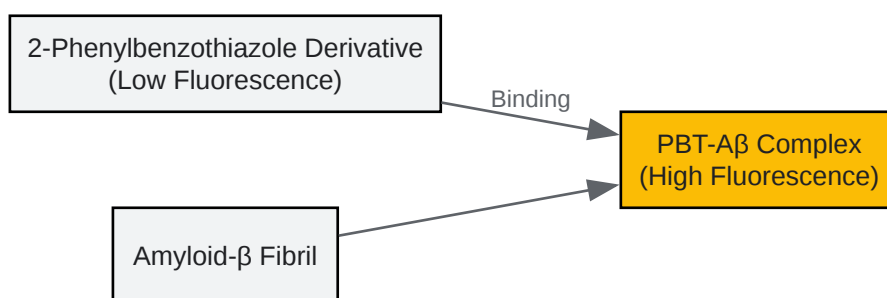 2-Phenylbenzothiazole Derivative
(Low Fluorescence)
Binding
PBT-Aβ Complex
(High Fluorescence)
Amyloid-β Fibril